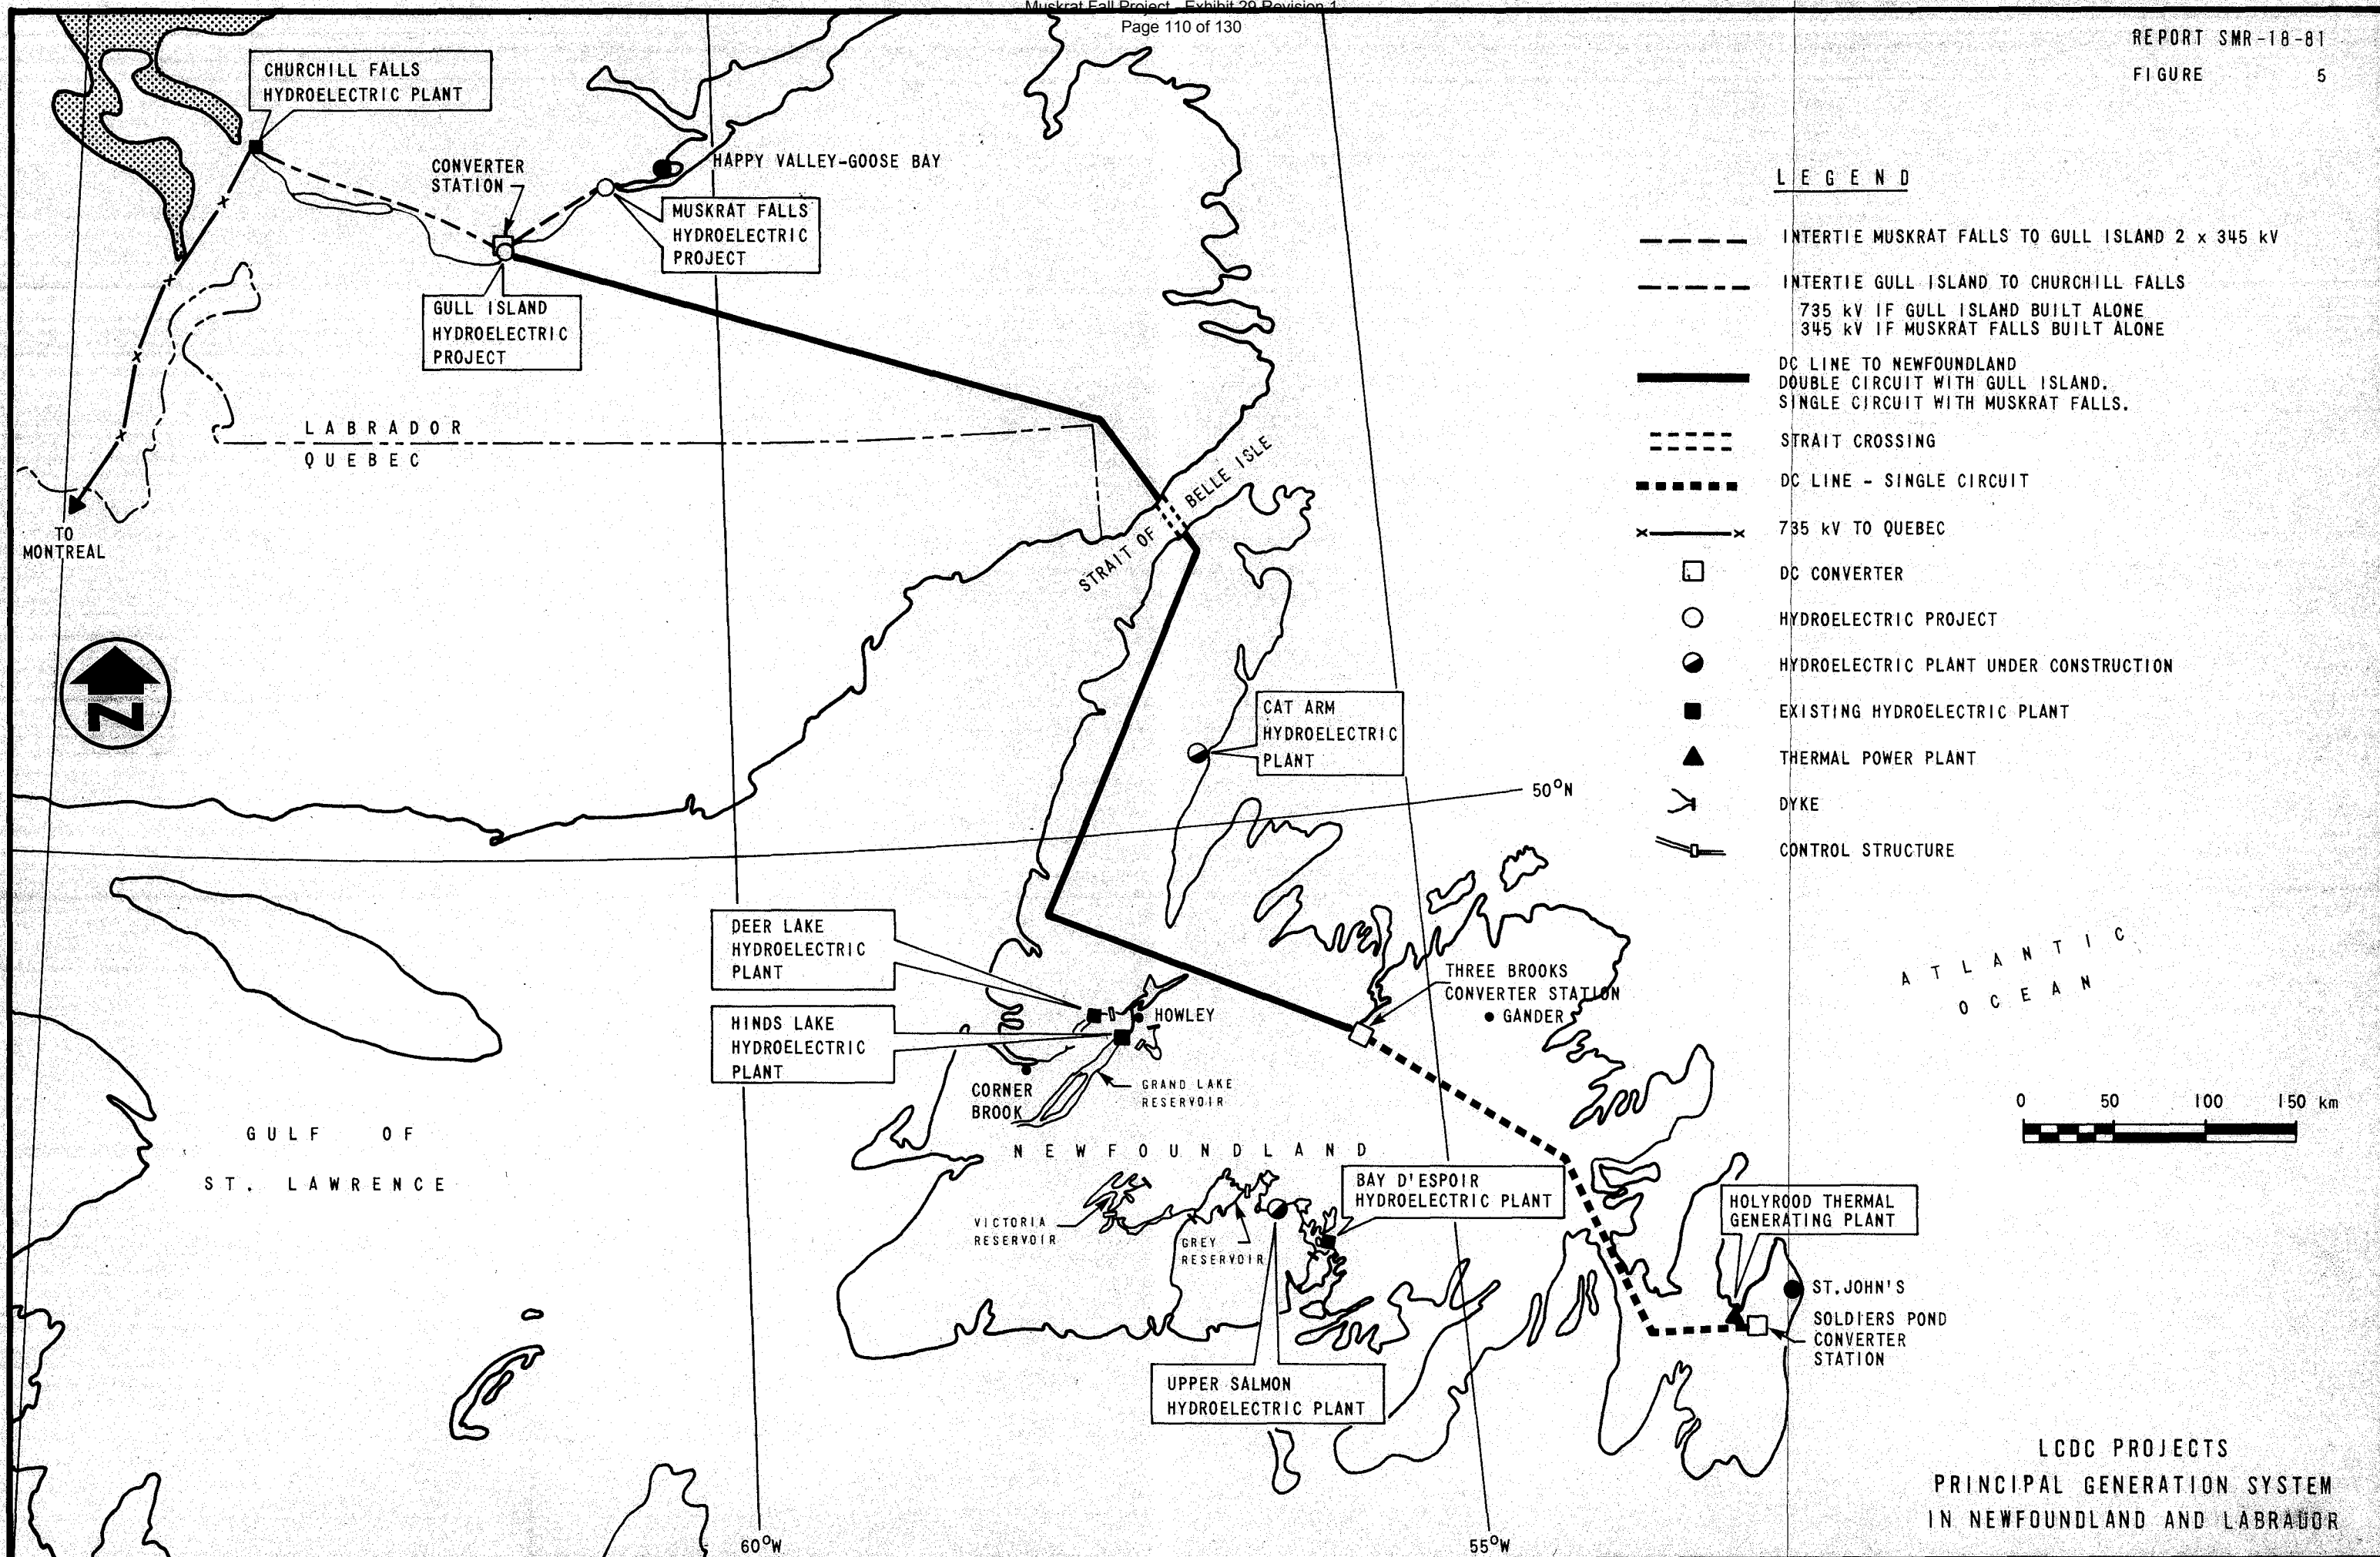 Muskrat Fall Project - Exhibit 29 Revision 1
Page 110 of 130
REPORT SMR-18-81
FIGURE 5
CHURCHILL FALLS
HYDROELECTRIC PLANT
CONVERTER
STATION
HAPPY VALLEY-GOOSE BAY
MUSKRAT FALLS
HYDROELECTRIC
PROJECT
GULL ISLAND
HYDROELECTRIC
PROJECT
LABRADOR
QUEBEC
TO
MONTREAL
STRAIT OF BELLE ISLE
N
LEGEND
INTERTIE MUSKRAT FALLS TO GULL ISLAND 2 x 345 kV
INTERTIE GULL ISLAND TO CHURCHILL FALLS
735 kV IF GULL ISLAND BUILT ALONE
345 kV IF MUSKRAT FALLS BUILT ALONE
DC LINE TO NEWFOUNDLAND
DOUBLE CIRCUIT WITH GULL ISLAND.
SINGLE CIRCUIT WITH MUSKRAT FALLS.
STRAIT CROSSING
DC LINE - SINGLE CIRCUIT
735 kV TO QUEBEC
DC CONVERTER
HYDROELECTRIC PROJECT
HYDROELECTRIC PLANT UNDER CONSTRUCTION
EXISTING HYDROELECTRIC PLANT
THERMAL POWER PLANT
DYKE
CONTROL STRUCTURE
CAT ARM
HYDROELECTRIC
PLANT
50°N
DEER LAKE
HYDROELECTRIC
PLANT
HINDS LAKE
HYDROELECTRIC
PLANT
HOWLEY
CORNER
BROOK
GRAND LAKE
RESERVOIR
THREE BROOKS
CONVERTER STATION
GANDER
ATLANTIC
OCEAN
0 50 100 150 km
GULF OF
ST. LAWRENCE
NEWFOUNDLAND
VICTORIA
RESERVOIR
GREY
RESERVOIR
BAY D'ESPOIR
HYDROELECTRIC PLANT
HOLYROOD THERMAL
GENERATING PLANT
ST.JOHN'S
SOLDIERS POND
CONVERTER
STATION
UPPER SALMON
HYDROELECTRIC PLANT
60°W
55°W
LCDC PROJECTS
PRINCIPAL GENERATION SYSTEM
IN NEWFOUNDLAND AND LABRADOR